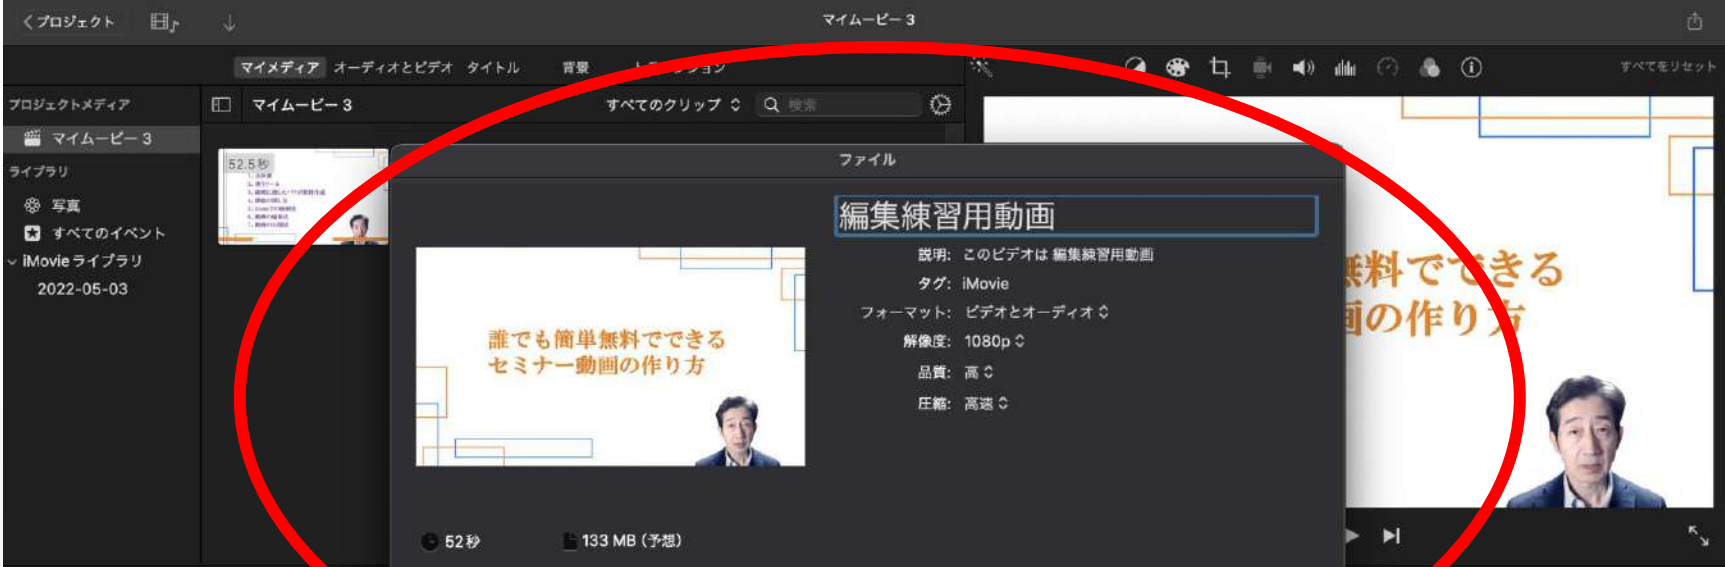 プロジェクト
マイムービー 3
マイメディア オーディオとビデオ タイトル 背景
すべてをリセット
プロジェクトメディア
マイムービー 3
すべてのクリップ
検索
マイムービー 3
ライブラリ
写真
すべてのイベント
iMovie ライブラリ
2022-05-03
52.5秒
ファイル
編集練習用動画
説明: このビデオは 編集練習用動画
タグ: iMovie
フォーマット: ビデオとオーディオ
解像度: 1080p
品質: 高
圧縮: 高速
誰でも簡単無料でできる
セミナー動画の作り方
52秒
133 MB (予想)
無料でできる
画の作り方